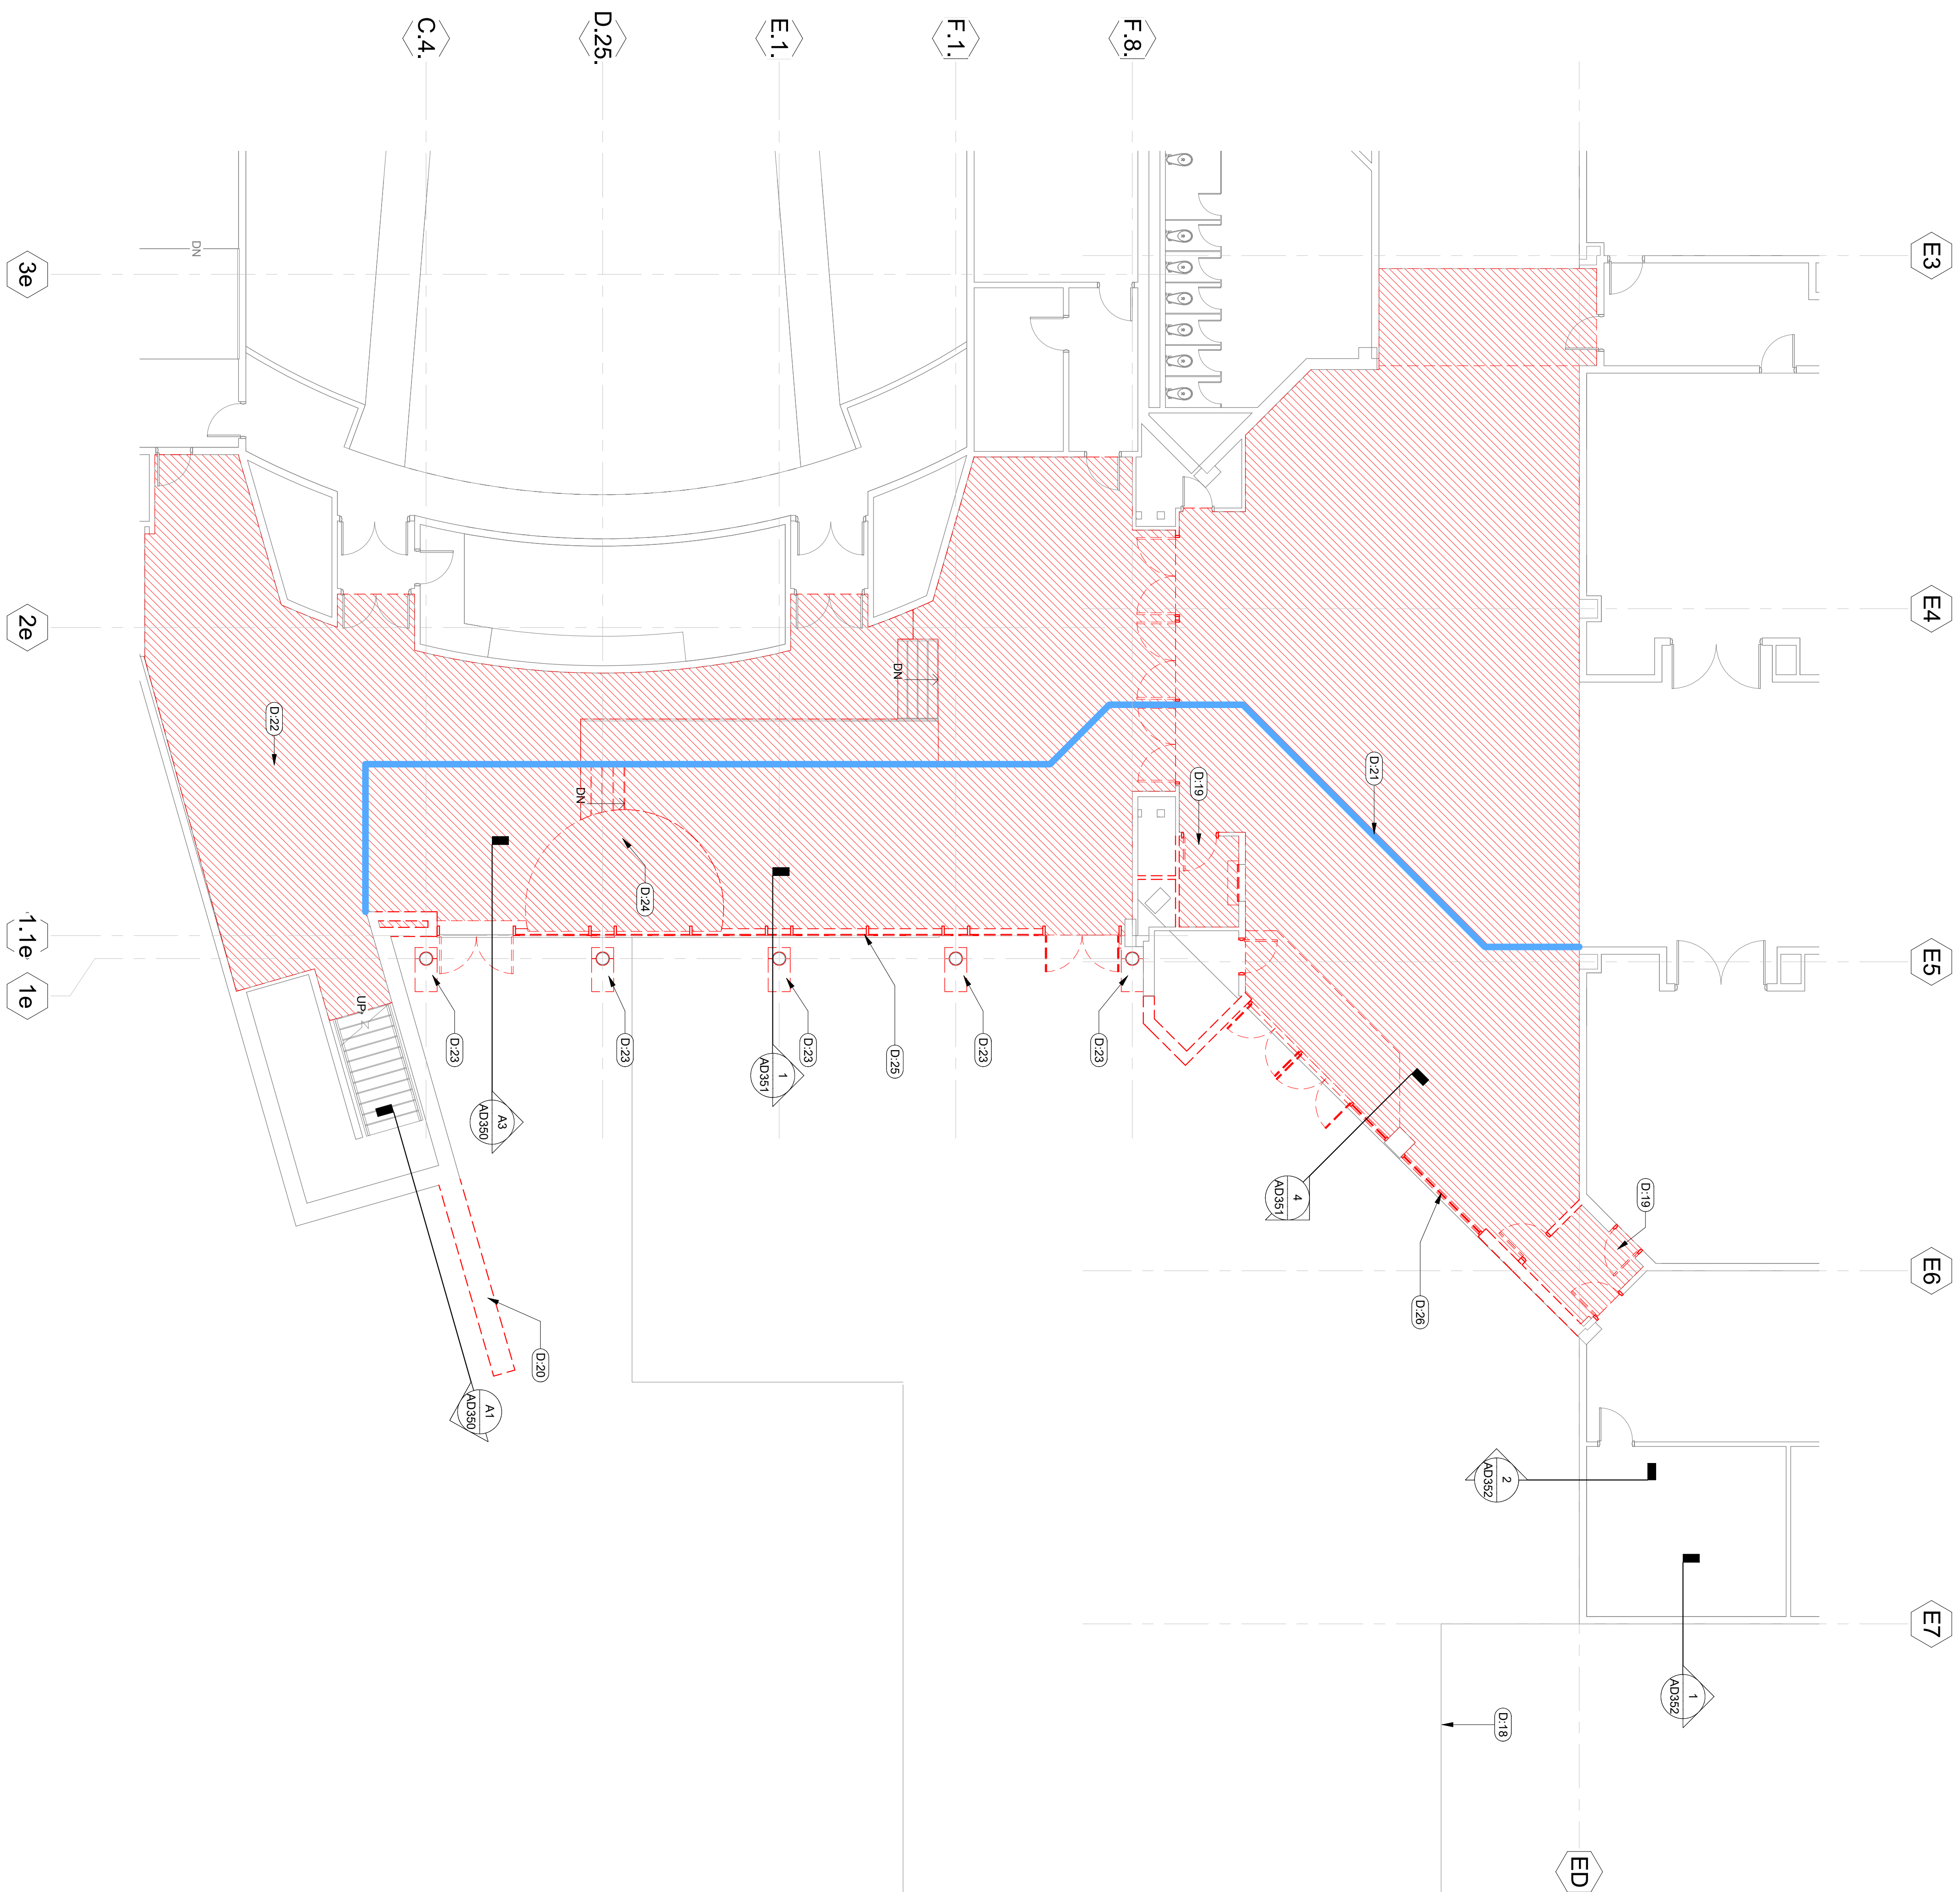 C.4.
D.25.
E.1.
F.1.
F.8.
E3
3e
DN
E4
2e
DN
D:22
D:21
D:19
DN
D:24
1.1e
E5
1e
UP
D:23
D:23
D:23
D:25
D:23
D:23
1
AD351
A3
AD350
4
AD351
D:19
E6
D:26
D:20
A1
AD350
2
AD352
E7
1
AD352
D:18
ED